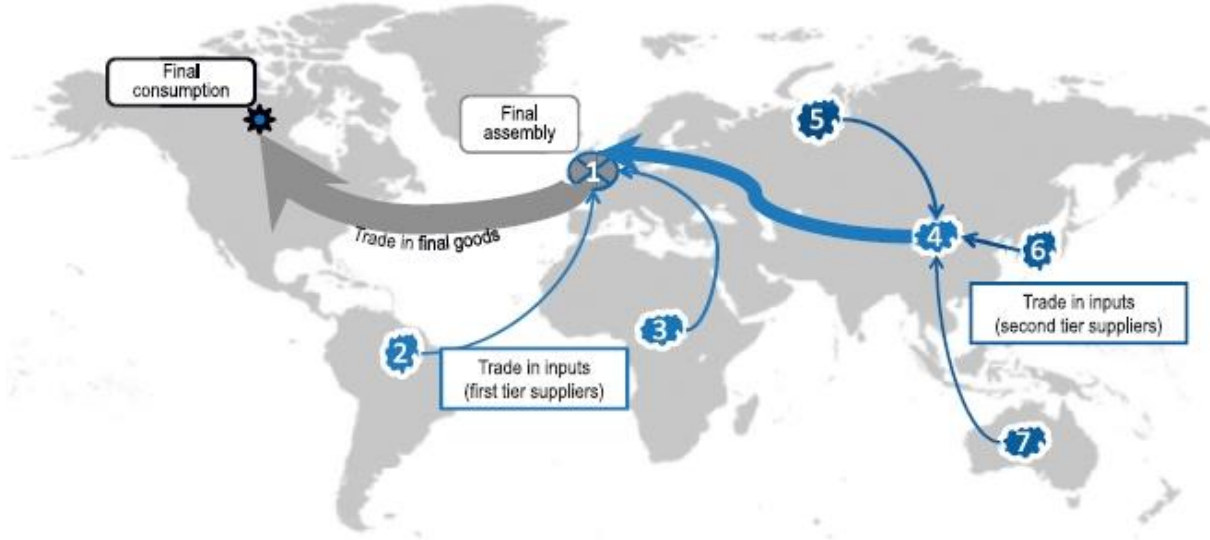 Final
consumption
Final
assembly
5
1
Trade in final goods
4
6
Trade in inputs
(second tier suppliers)
3
2
Trade in inputs
(first tier suppliers)
7